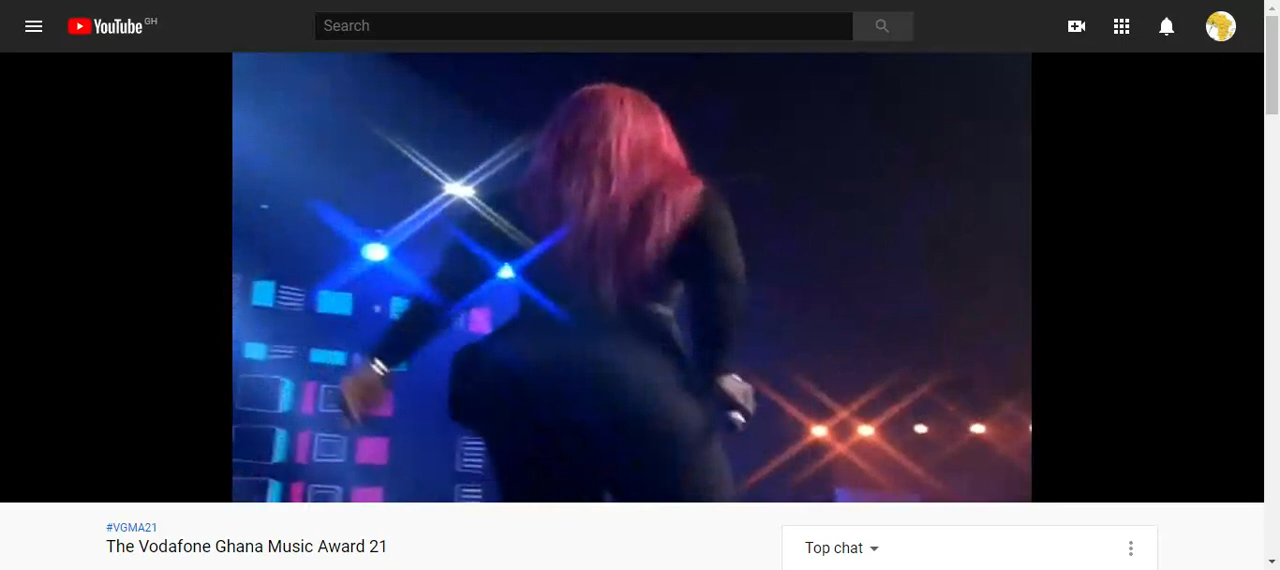 YouTube GH
Search
#VGMA21
The Vodafone Ghana Music Award 21
Top chat